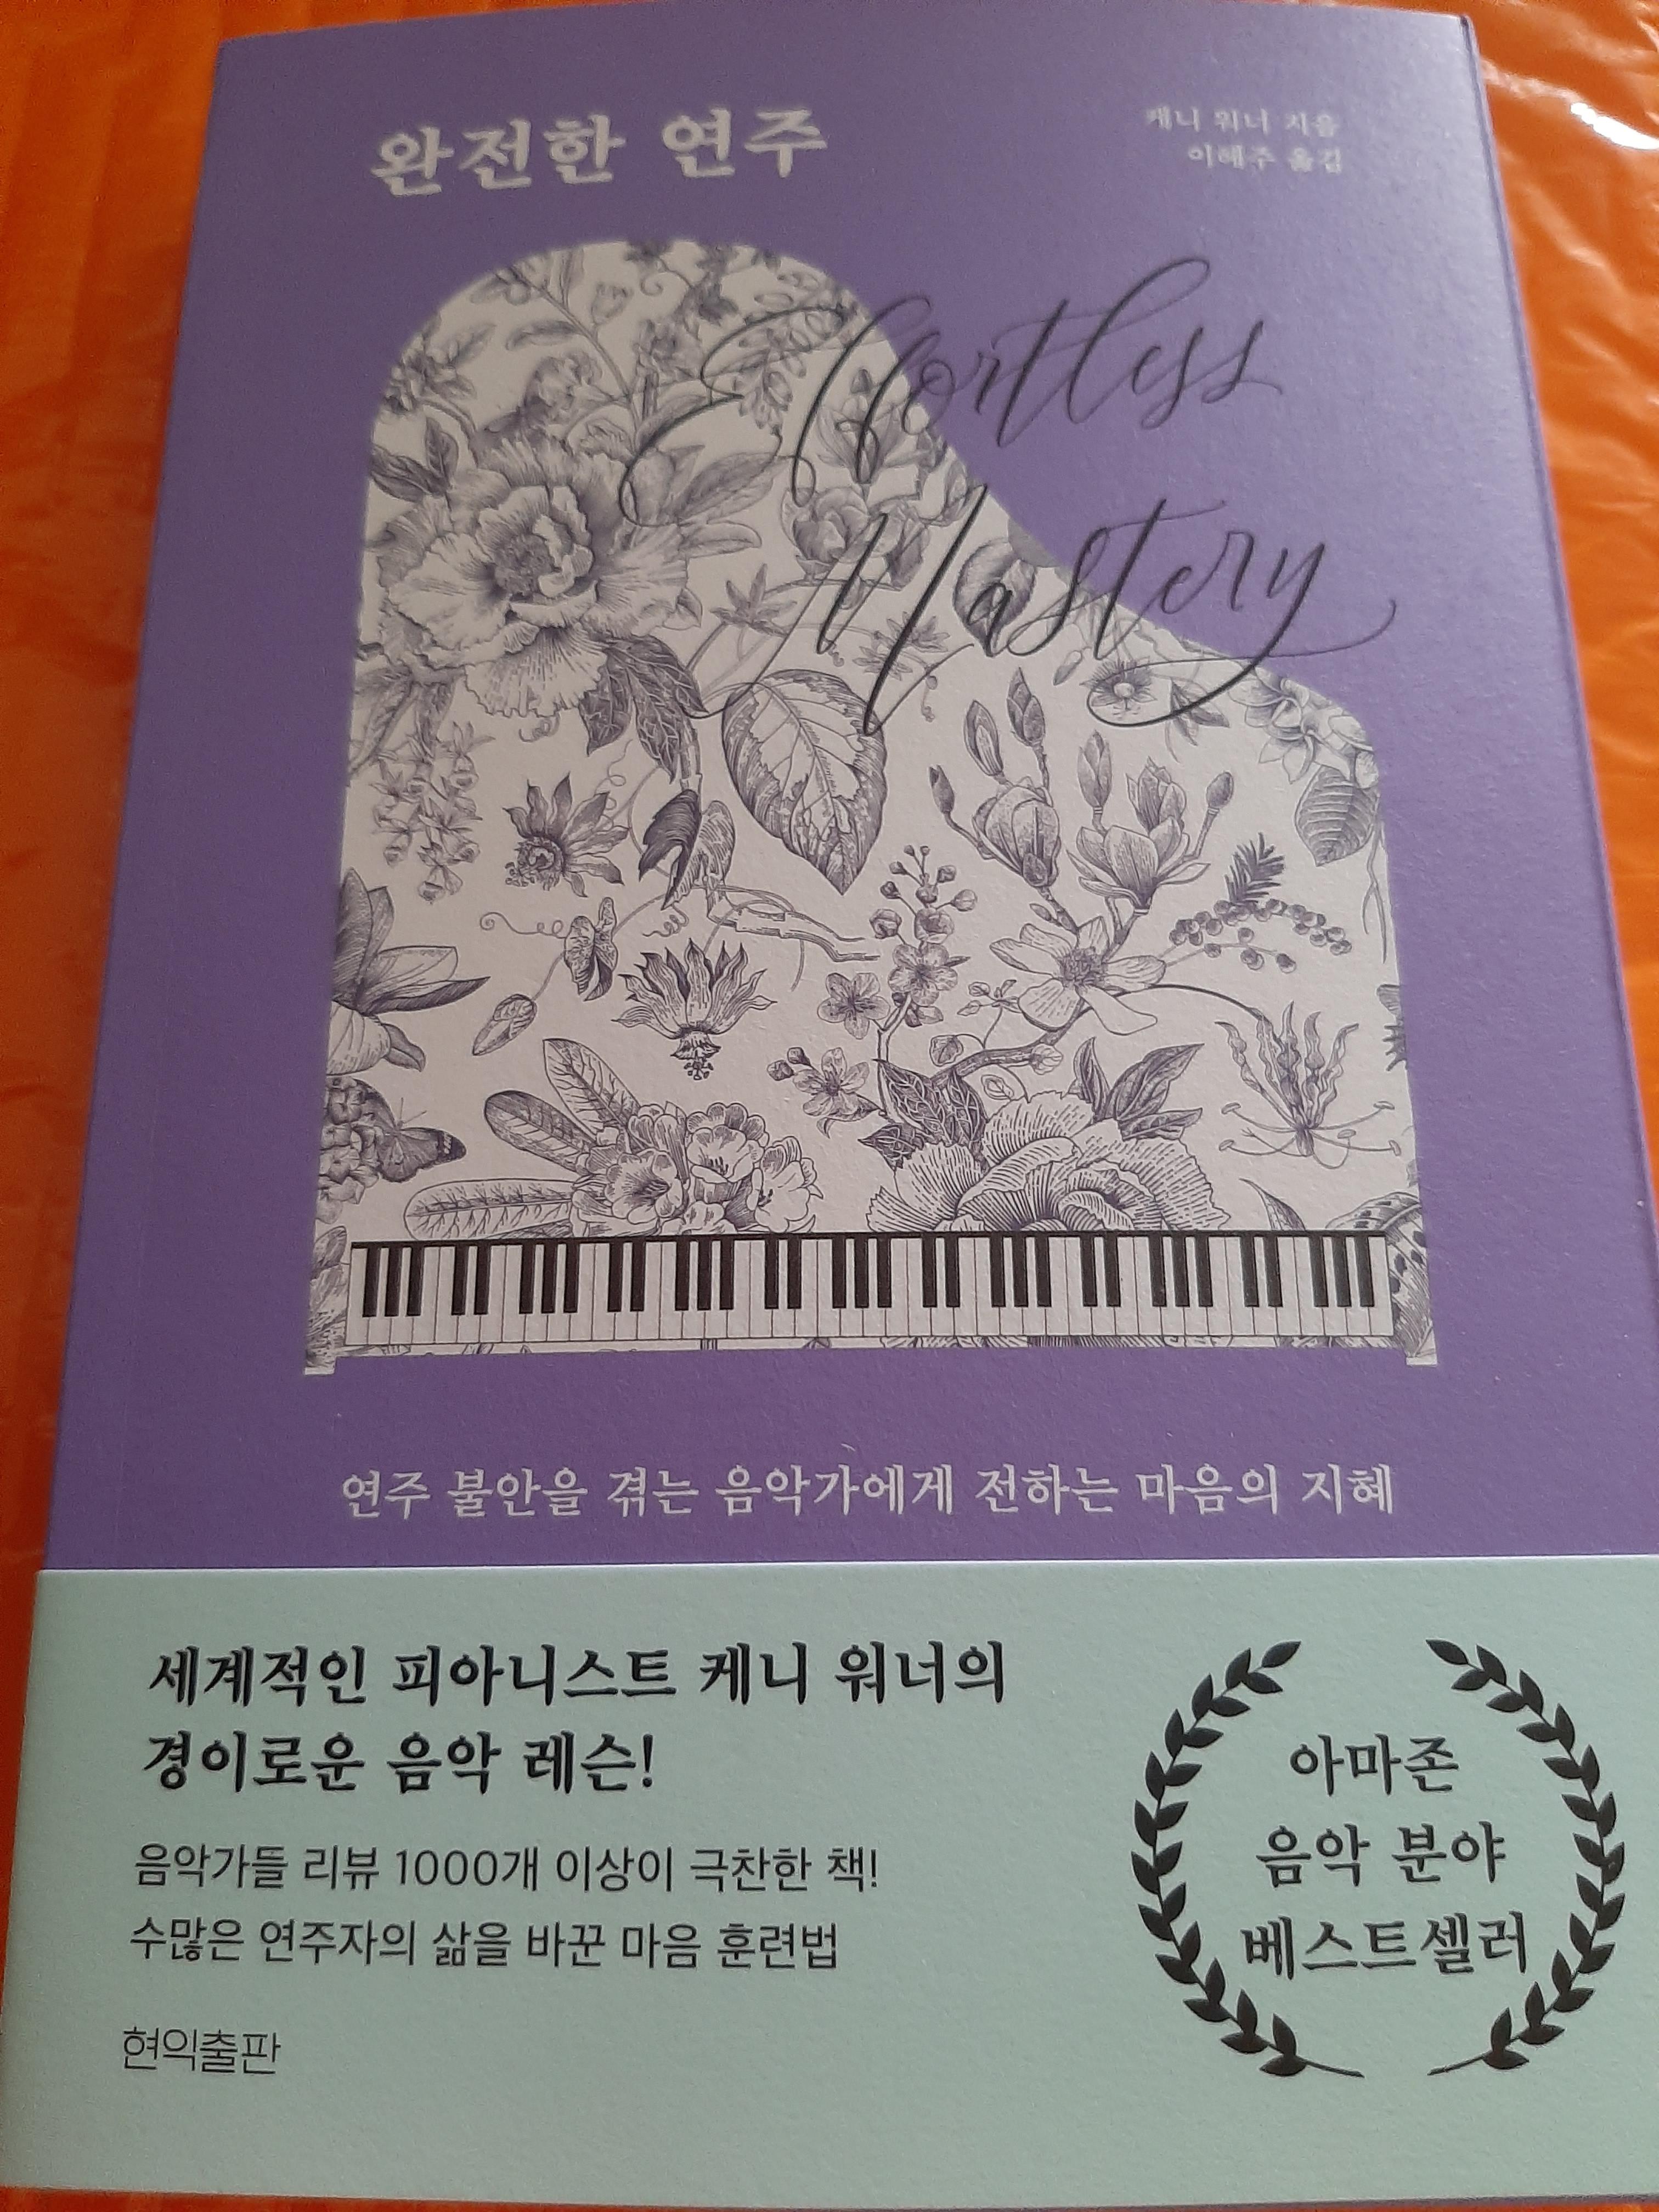 완전한 연주
케니 워너 지음
이혜주 옮김
Effortless
Mastery
연주 불안을 겪는 음악가에게 전하는 마음의 지혜
세계적인 피아니스트 케니 워너의
경이로운 음악 레슨!
음악가들 리뷰 1000개 이상이 극찬한 책!
수많은 연주자의 삶을 바꾼 마음 훈련법
현익출판
아마존
음악 분야
베스트셀러